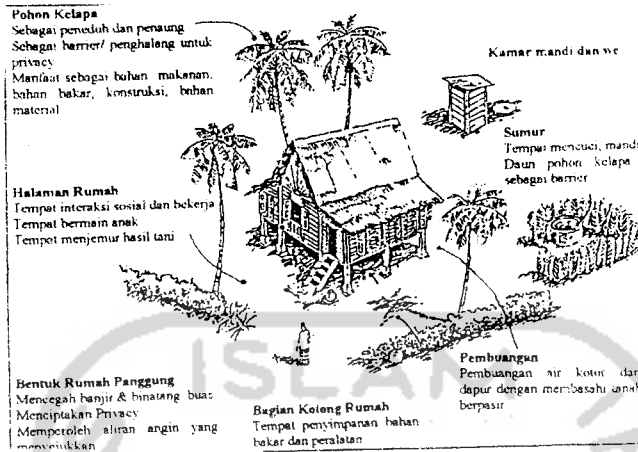 Pohon Kelapa
Sebagai peneduh dan penaung
Sebagai barrier/ penghalang untuk
privacy
Manfaat sebagai bahan makanan,
bahan bakar, konstruksi, bahan
material
Kamar mandi dan wc
Sumur
Tempat mencuci, mandi
Daun pohon kelapa
sebagai barrier
Halaman Rumah
Tempat interaksi sosial dan bekerja
Tempat bermain anak
Tempat menjemur hasil tani
Bentuk Rumah Panggung
Mencegah banjir & binatang buas
Menciptakan Privacy
Memperoleh aliran angin yang
menyejukkan
Bagian Kolong Rumah
Tempat penyimpanan bahan
bakar dan peralatan
Pembuangan
Pembuangan air kotor dari
dapur dengan membasahi tanah
berpasir
ISLAM